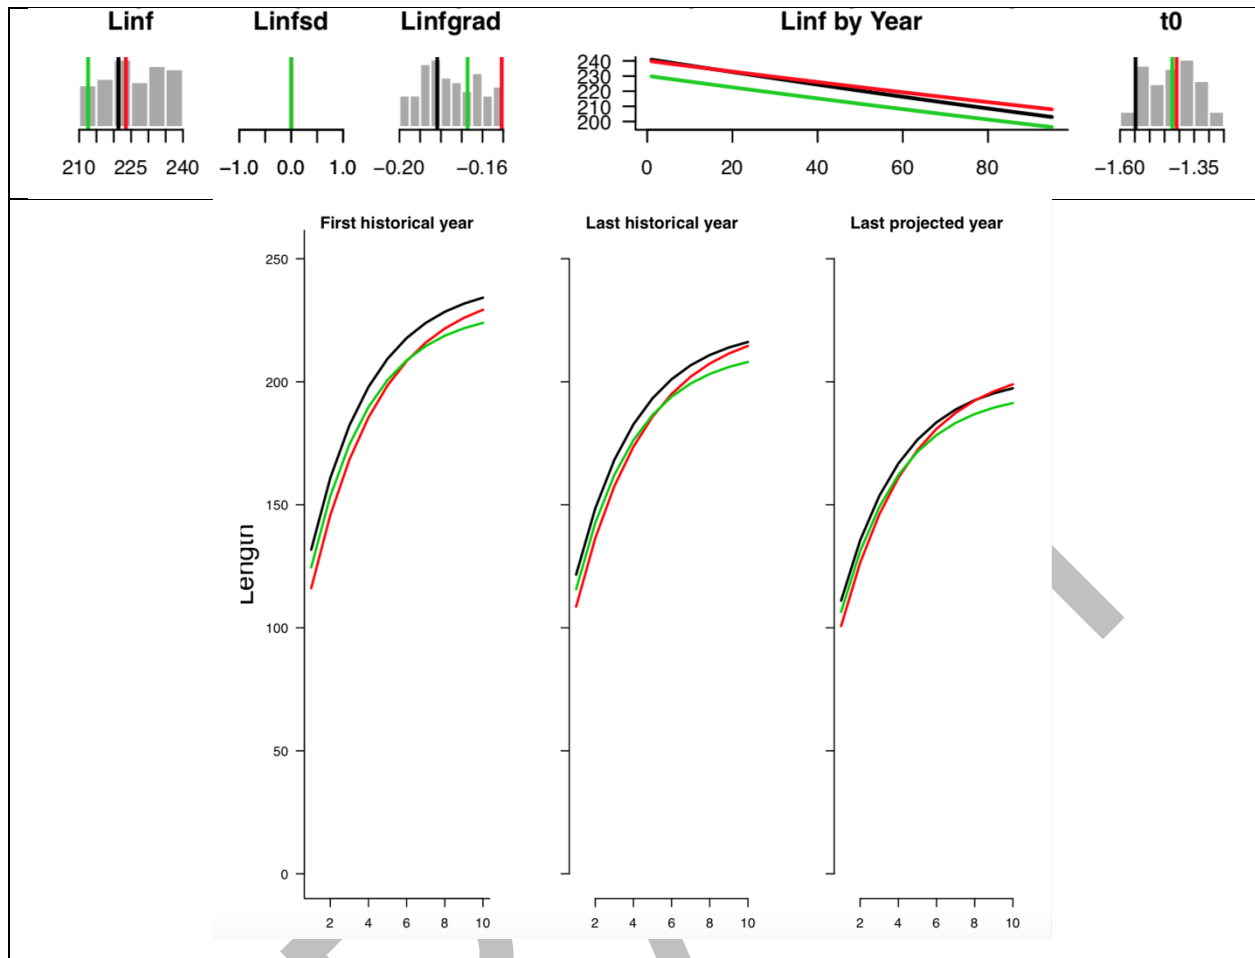 Linf Linfsd Linfgrad Linf by Year t0
240
230
220
210
200
210 225 240 −1.0 0.0 1.0 −0.20 −0.16 0 20 40 60 80 −1.60 −1.35
First historical year Last historical year Last projected year
250
200
150
Length
100
50
0
2 4 6 8 10 2 4 6 8 10 2 4 6 8 10